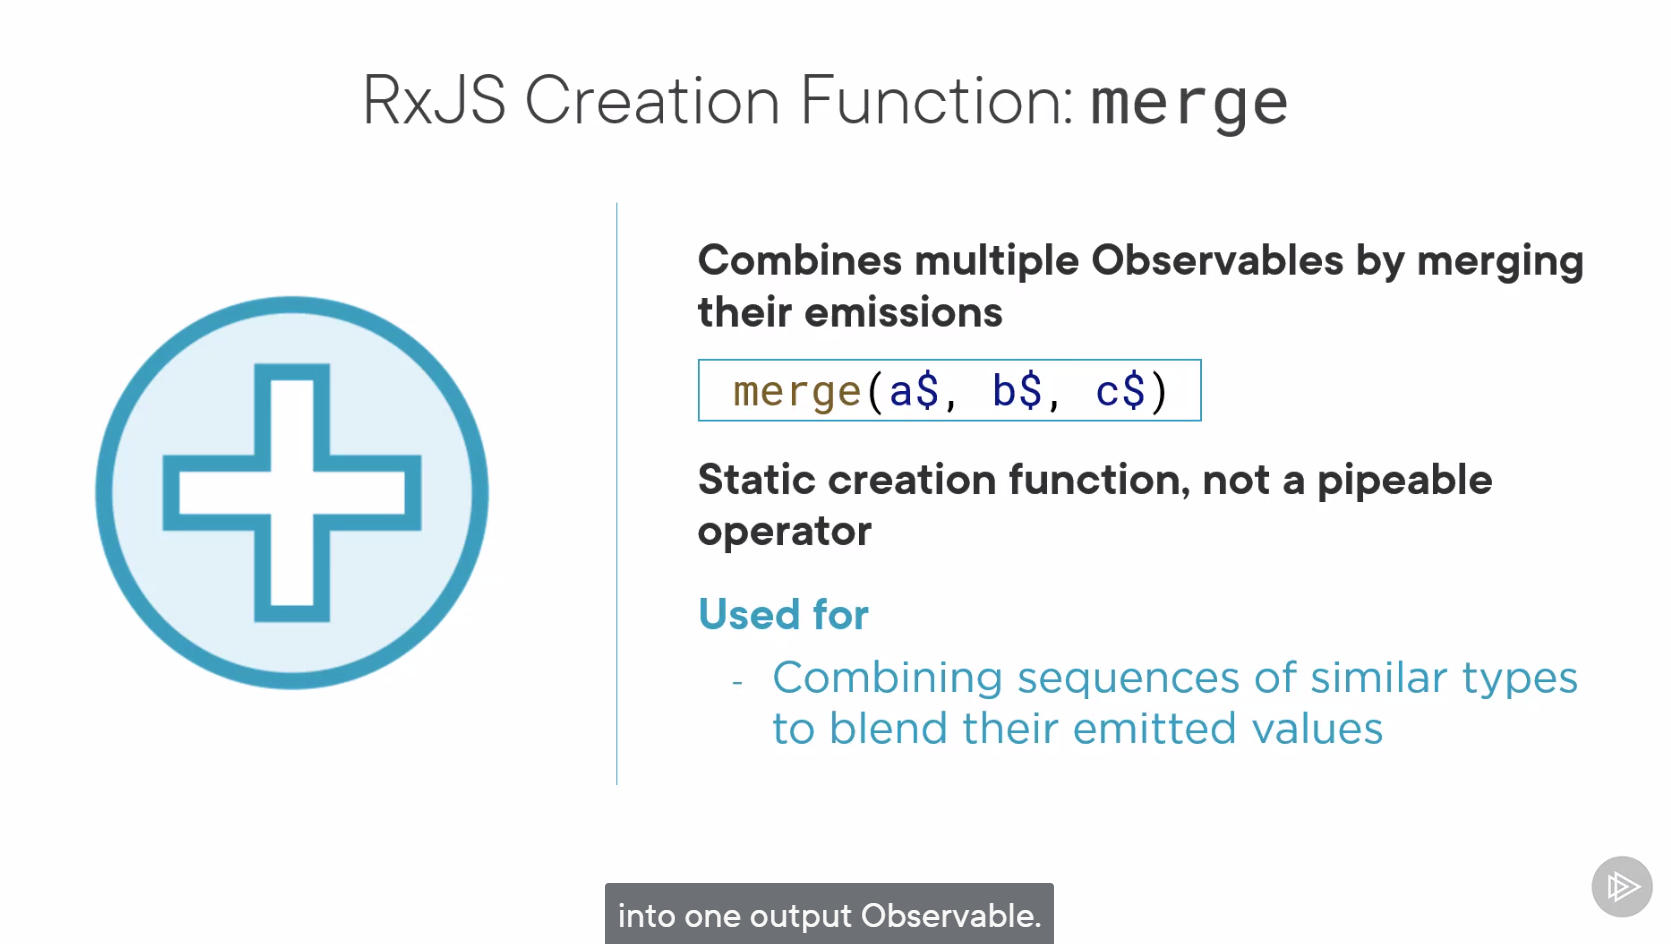 RxJS Creation Function: merge
Combines multiple Observables by merging
their emissions
merge(a$, b$, c$)
Static creation function, not a pipeable
operator
Used for
- Combining sequences of similar types
to blend their emitted values
into one output Observable.